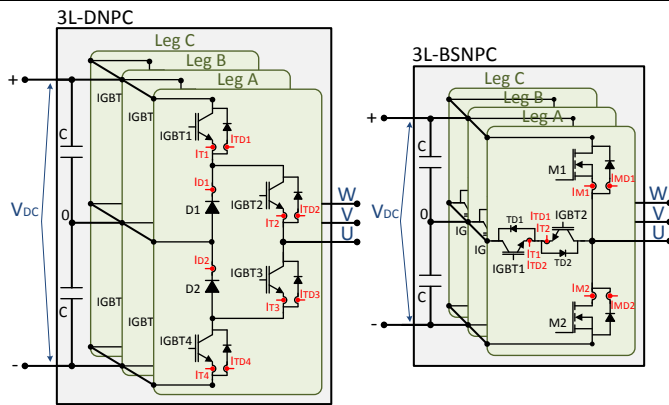 3L-DNPC
Leg C
Leg B
Leg A
+
IGBT
IGBT
IGBT1
IT1
ITD1
C
ID1
D1
IGBT2
IT2
ITD2
W
V
U
VDC
0
ID2
D2
IGBT3
IT3
ITD3
C
IGBT
IGBT
IGBT4
IT4
ITD4
-
3L-BSNPC
Leg C
Leg B
Leg A
+
C
M1
IM1
IMD1
W
V
U
VDC
0
IG
IG
TD1
ITD1
IT2
IGBT2
IT1
ITD2
IGBT1
TD2
C
IM2
IMD2
M2
-